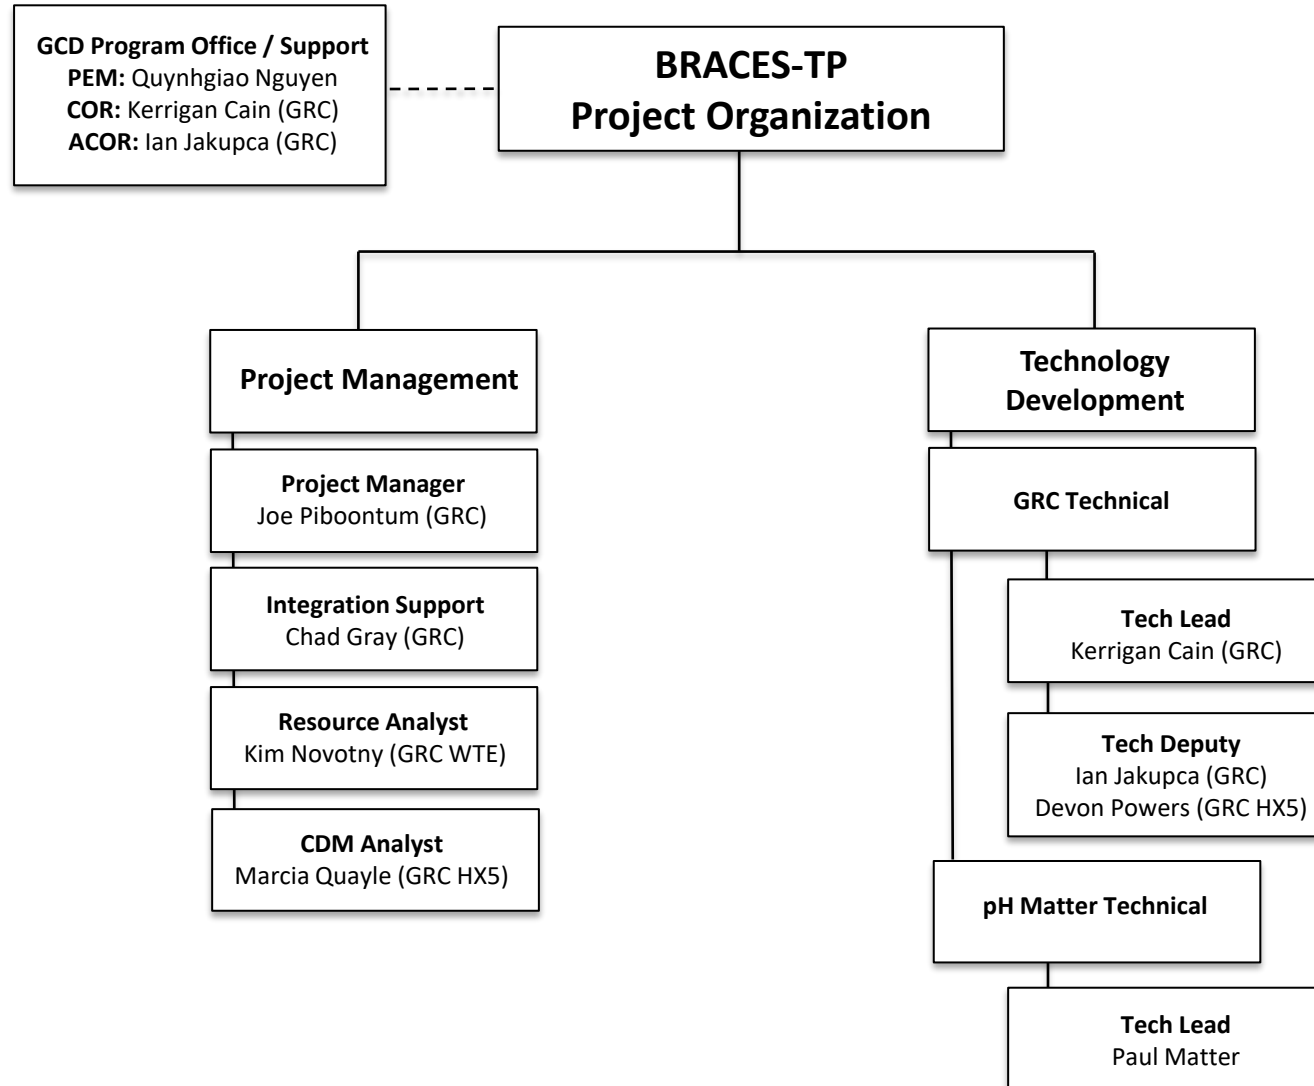 GCD Program Office / Support
PEM: Quynhgiao Nguyen
COR: Kerrigan Cain (GRC)
ACOR: Ian Jakupca (GRC)
BRACES-TP
Project Organization
Project Management
Project Manager
Joe Piboontum (GRC)
Integration Support
Chad Gray (GRC)
Resource Analyst
Kim Novotny (GRC WTE)
CDM Analyst
Marcia Quayle (GRC HX5)
Technology
Development
GRC Technical
Tech Lead
Kerrigan Cain (GRC)
Tech Deputy
Ian Jakupca (GRC)
Devon Powers (GRC HX5)
pH Matter Technical
Tech Lead
Paul Matter